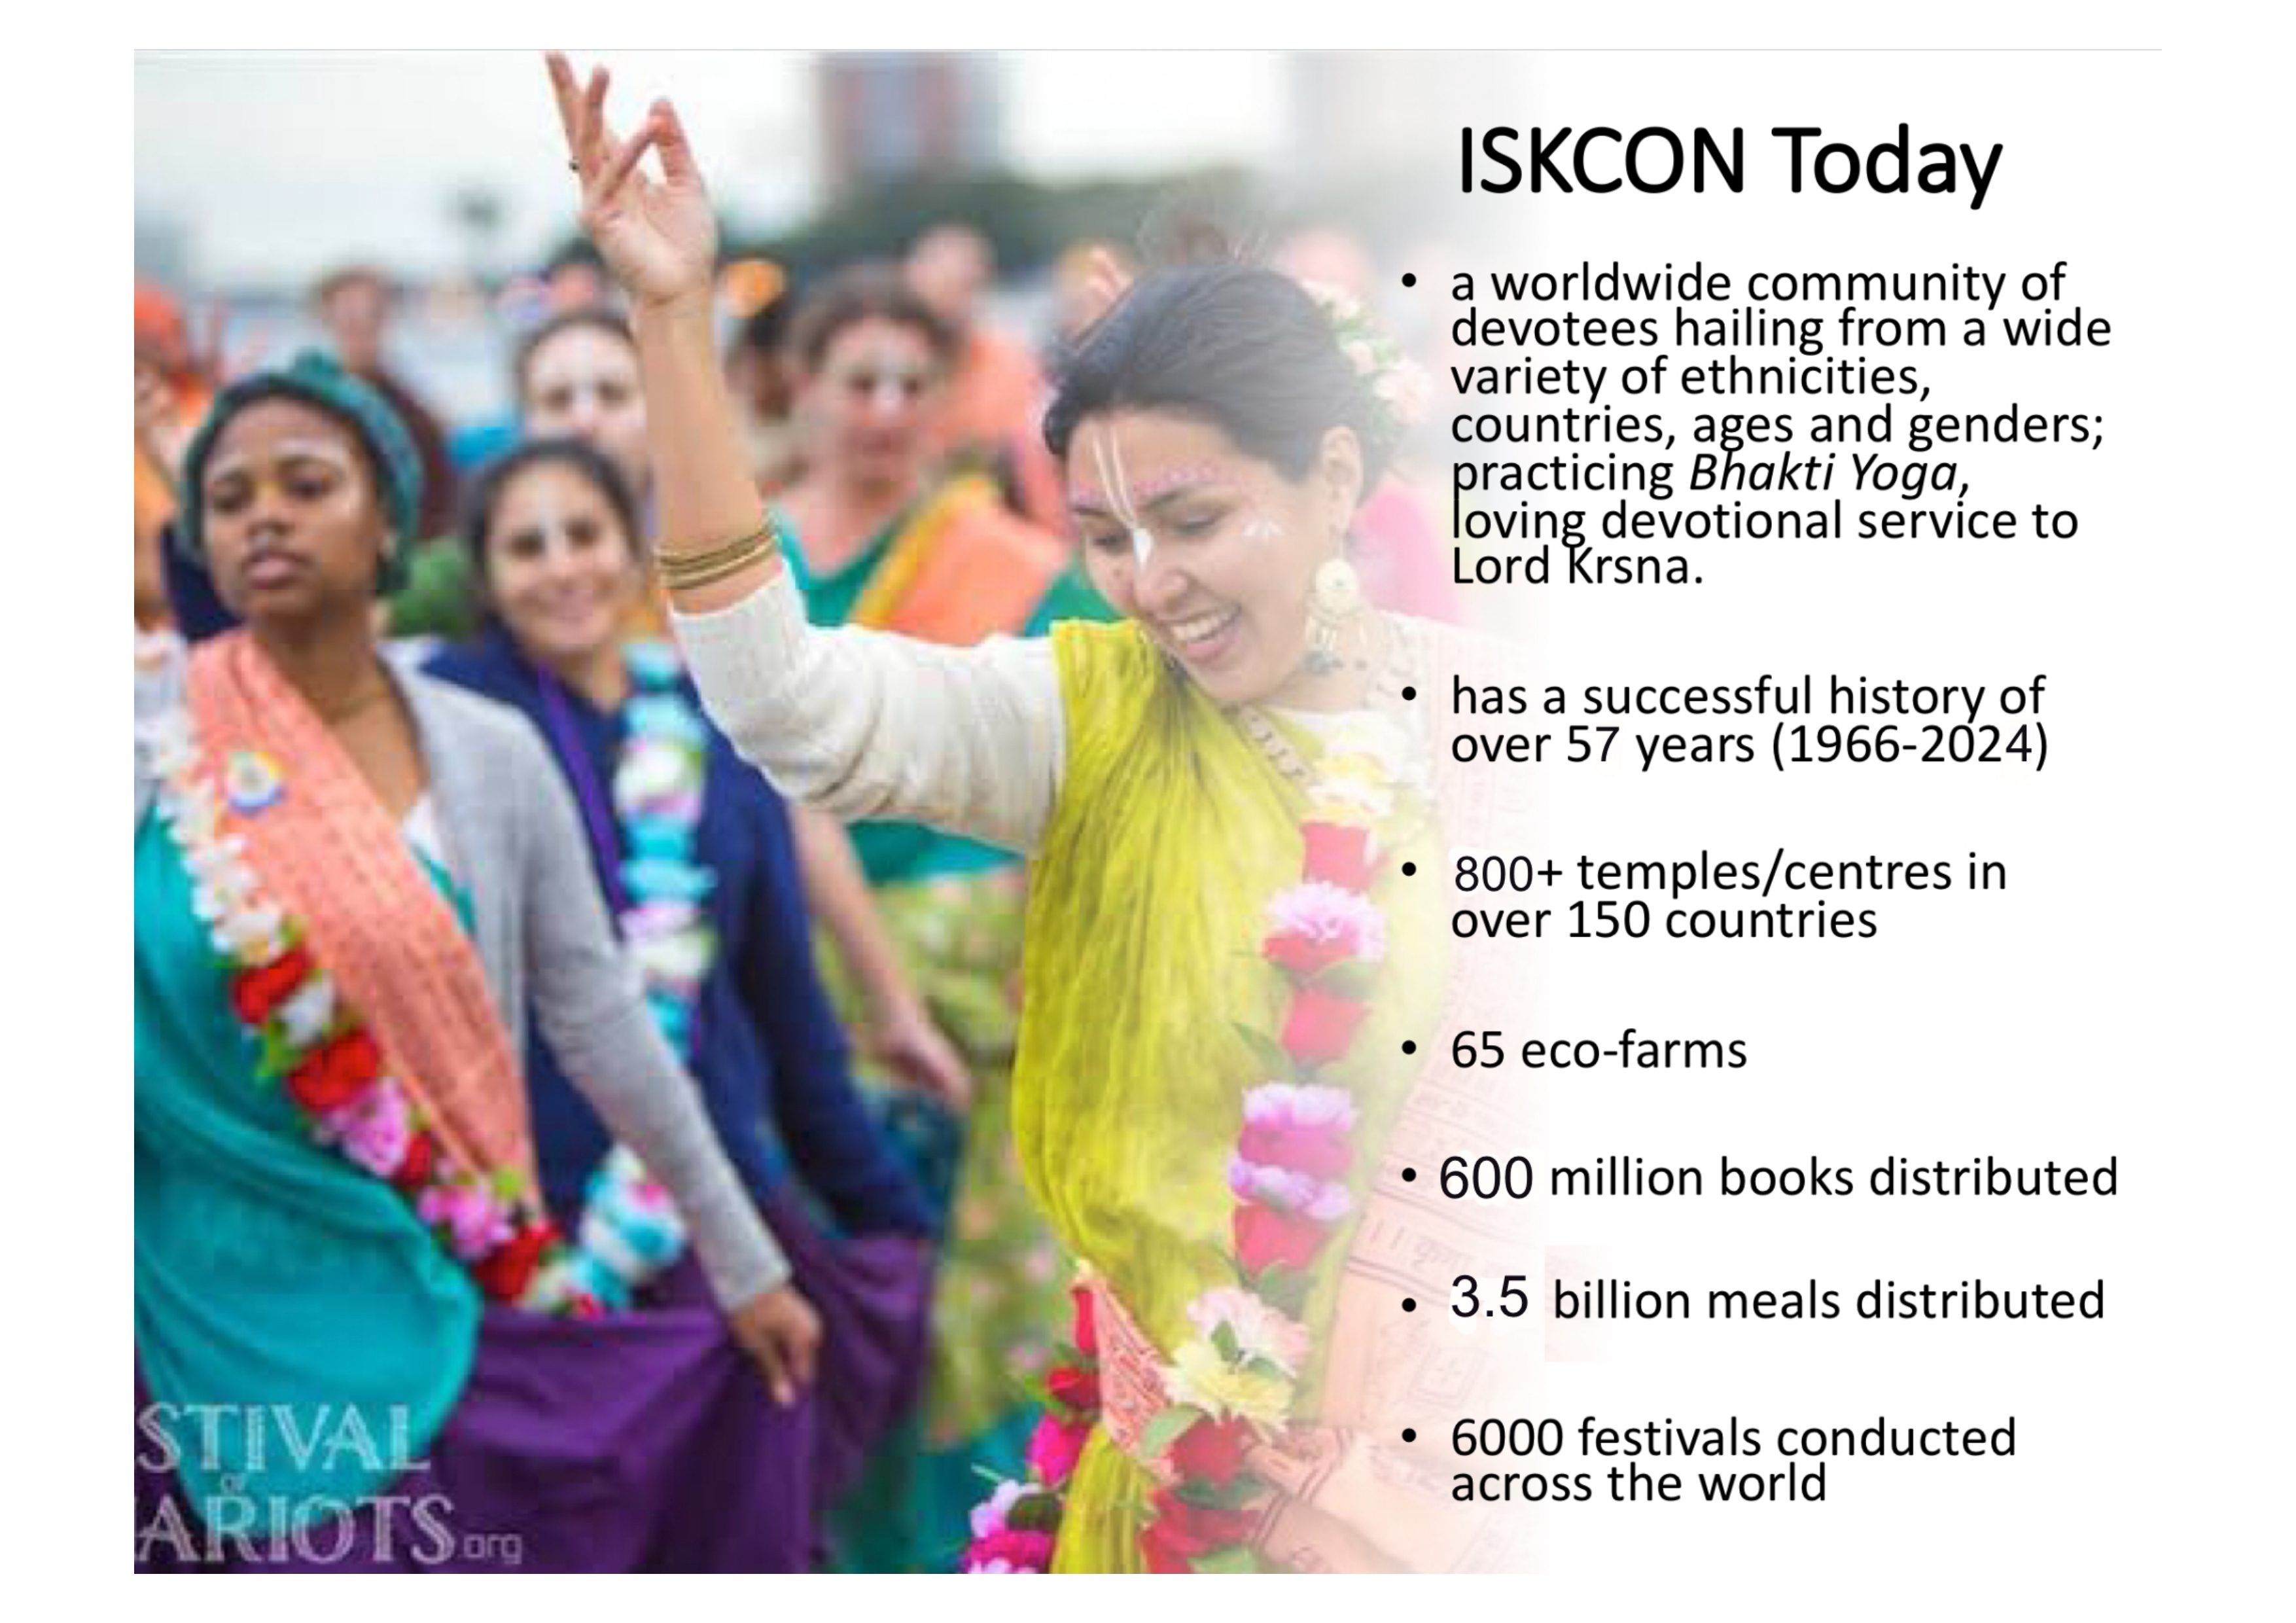 ISKCON Today
• a worldwide community of
devotees hailing from a wide
variety of ethnicities,
countries, ages and genders;
practicing Bhakti Yoga,
loving devotional service to
Lord Krsna.
• has a successful history of
over 57 years (1966-2024)
• 800+ temples/centres in
over 150 countries
• 65 eco-farms
• 600 million books distributed
• 3.5 billion meals distributed
• 6000 festivals conducted
across the world
STIVAL
OF
ARIOTS.org